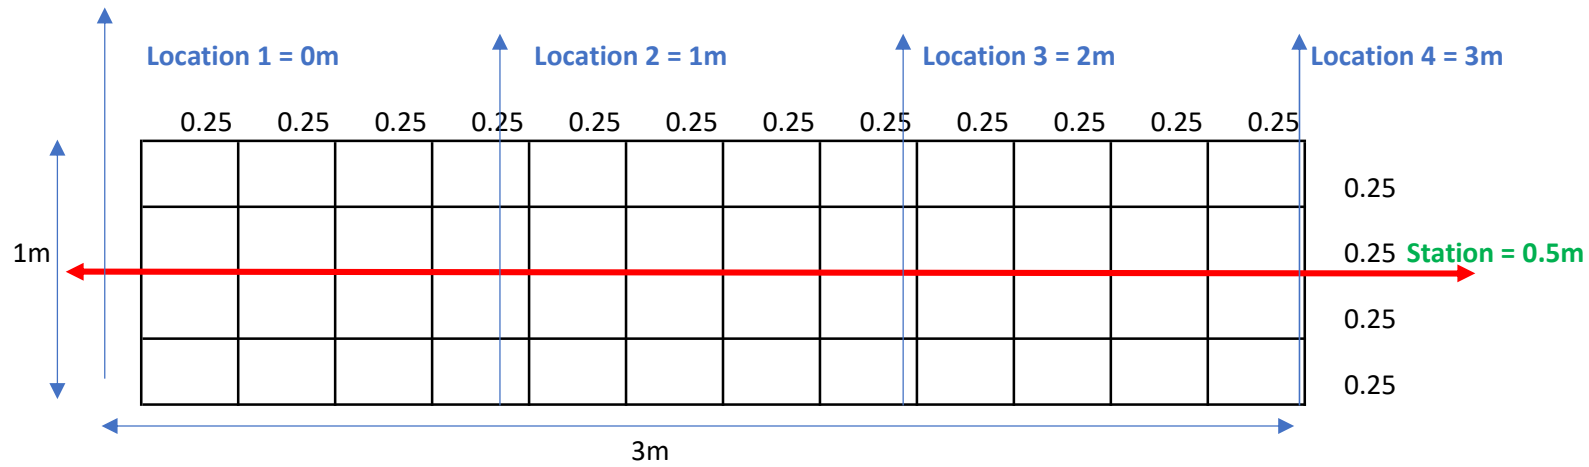 Location 1 = 0m
Location 2 = 1m
Location 3 = 2m
Location 4 = 3m
0.25 0.25 0.25 0.25 0.25 0.25 0.25 0.25 0.25 0.25 0.25 0.25
0.25
1m
0.25 Station = 0.5m
0.25
0.25
3m